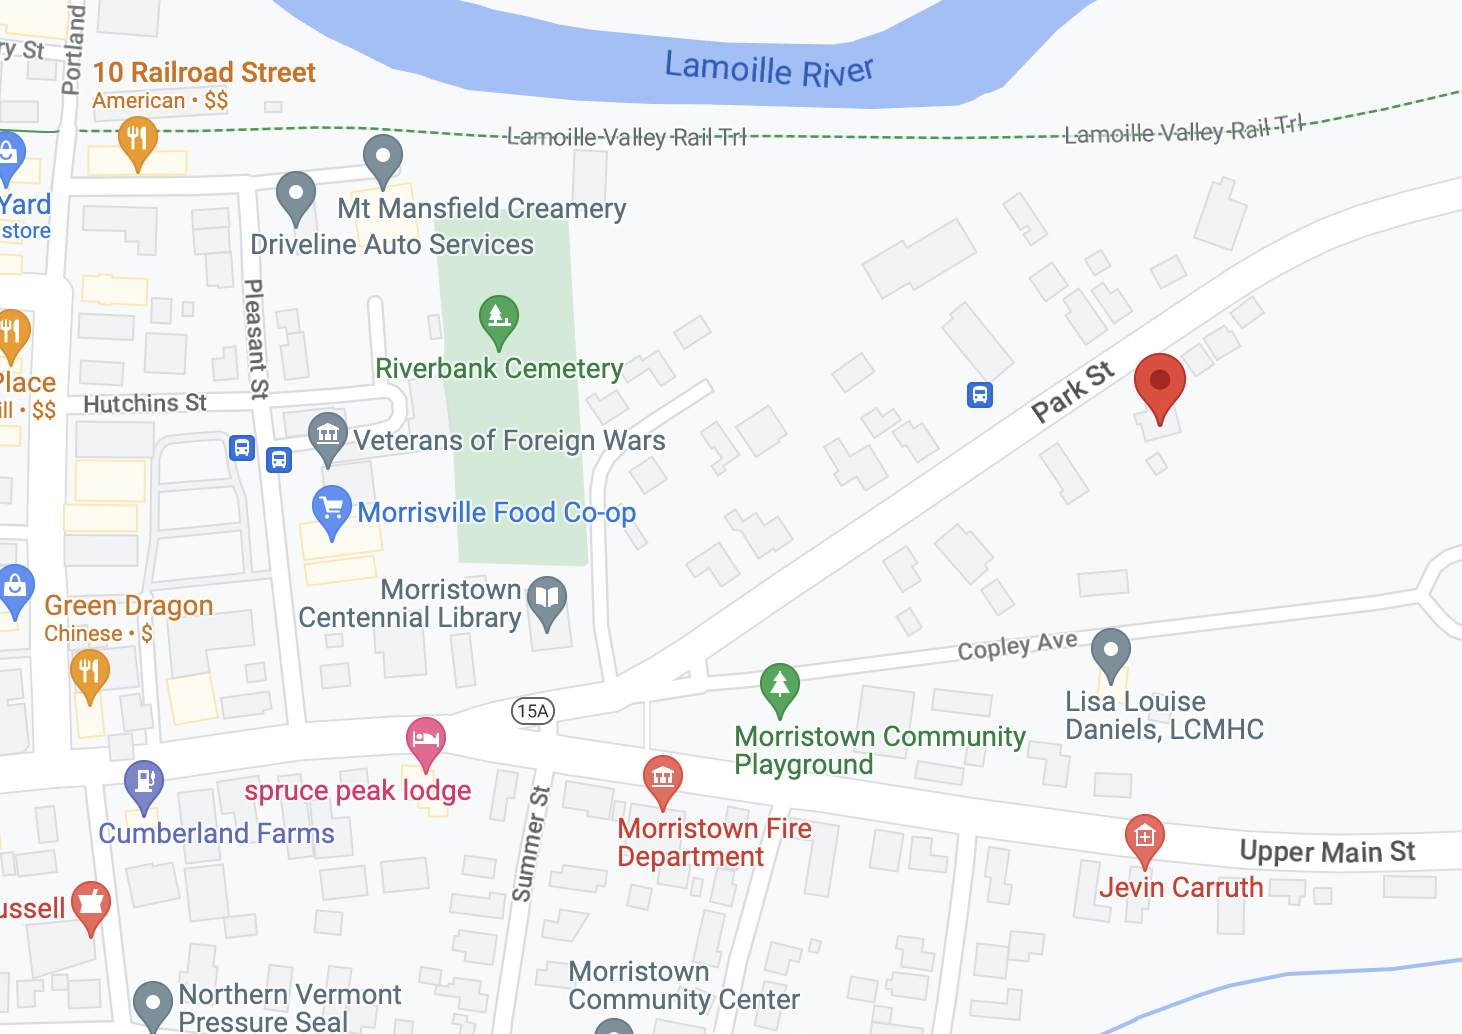 Portland
ry St
Lamoille River
10 Railroad Street
American • $$
Lamoille Valley Rail Trl
Lamoille Valley Rail Trl
Yard
store
Mt Mansfield Creamery
Driveline Auto Services
Pleasant St
Riverbank Cemetery
Place
ill • $$
Hutchins St
Park St
Veterans of Foreign Wars
Morrisville Food Co-op
Morristown
Centennial Library
Green Dragon
Chinese • $
Copley Ave
15A
Lisa Louise
Daniels, LCMHC
Morristown Community
Playground
spruce peak lodge
Cumberland Farms
Summer St
Morristown Fire
Department
Upper Main St
Jevin Carruth
ussell
Morristown
Community Center
Northern Vermont
Pressure Seal